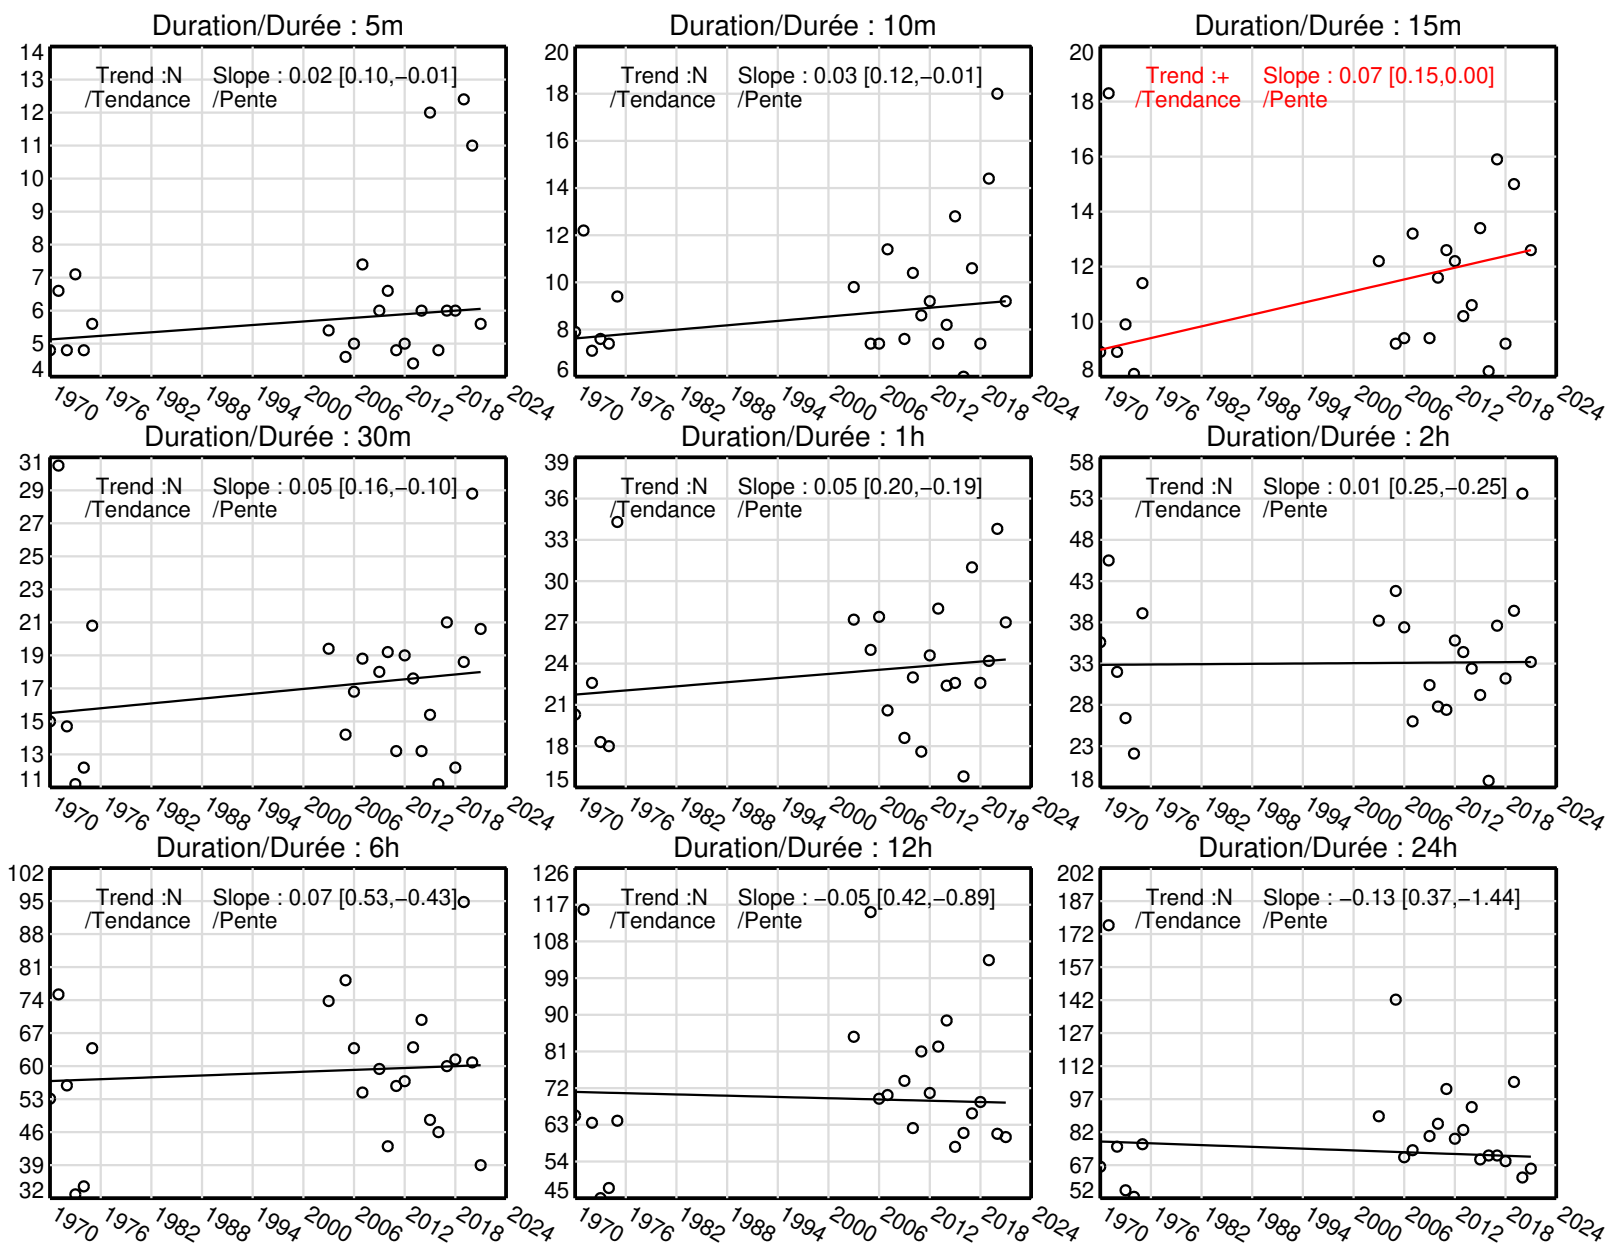 Duration/Durée : 5m
Trend :N Slope : 0.02 [0.10,−0.01]
/Tendance /Pente
14
13
12
11
10
9
8
7
6
5
4
1970 1976 1982 1988 1994 2000 2006 2012 2018 2024
Duration/Durée : 10m
Trend :N Slope : 0.03 [0.12,−0.01]
/Tendance /Pente
20
18
16
14
12
10
8
6
1970 1976 1982 1988 1994 2000 2006 2012 2018 2024
Duration/Durée : 15m
Trend :+ Slope : 0.07 [0.15,0.00]
/Tendance /Pente
20
18
16
14
12
10
8
1970 1976 1982 1988 1994 2000 2006 2012 2018 2024
Duration/Durée : 30m
Trend :N Slope : 0.05 [0.16,−0.10]
/Tendance /Pente
31
29
27
25
23
21
19
17
15
13
11
1970 1976 1982 1988 1994 2000 2006 2012 2018 2024
Duration/Durée : 1h
Trend :N Slope : 0.05 [0.20,−0.19]
/Tendance /Pente
39
36
33
30
27
24
21
18
15
1970 1976 1982 1988 1994 2000 2006 2012 2018 2024
Duration/Durée : 2h
Trend :N Slope : 0.01 [0.25,−0.25]
/Tendance /Pente
58
53
48
43
38
33
28
23
18
1970 1976 1982 1988 1994 2000 2006 2012 2018 2024
Duration/Durée : 6h
Trend :N Slope : 0.07 [0.53,−0.43]
/Tendance /Pente
102
95
88
81
74
67
60
53
46
39
32
1970 1976 1982 1988 1994 2000 2006 2012 2018 2024
Duration/Durée : 12h
Trend :N Slope : −0.05 [0.42,−0.89]
/Tendance /Pente
126
117
108
99
90
81
72
63
54
45
1970 1976 1982 1988 1994 2000 2006 2012 2018 2024
Duration/Durée : 24h
Trend :N Slope : −0.13 [0.37,−1.44]
/Tendance /Pente
202
187
172
157
142
127
112
97
82
67
52
1970 1976 1982 1988 1994 2000 2006 2012 2018 2024